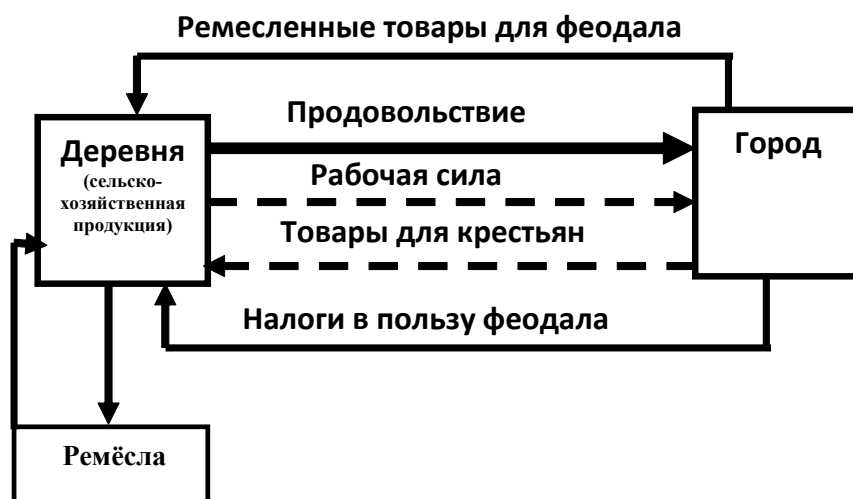 Ремесленные товары для феодала
Продовольствие
Деревня
(сельско-
хозяйственная
продукция)
Город
Рабочая сила
Товары для крестьян
Налоги в пользу феодала
Ремёсла